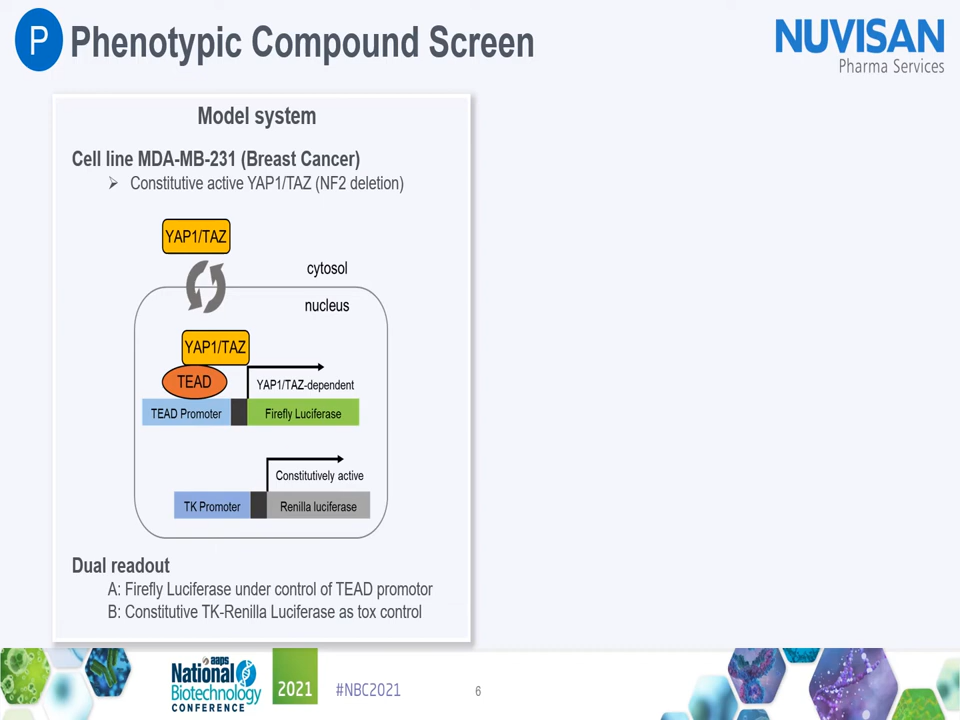 P Phenotypic Compound Screen
NUVISAN
Pharma Services
Model system
Cell line MDA-MB-231 (Breast Cancer)
➢ Constitutive active YAP1/TAZ (NF2 deletion)
YAP1/TAZ
cytosol
nucleus
YAP1/TAZ
TEAD
YAP1/TAZ-dependent
TEAD Promoter
Firefly Luciferase
Constitutively active
TK Promoter
Renilla luciferase
Dual readout
A: Firefly Luciferase under control of TEAD promotor
B: Constitutive TK-Renilla Luciferase as tox control
aaps
National
Biotechnology
CONFERENCE
2021
#NBC2021
6